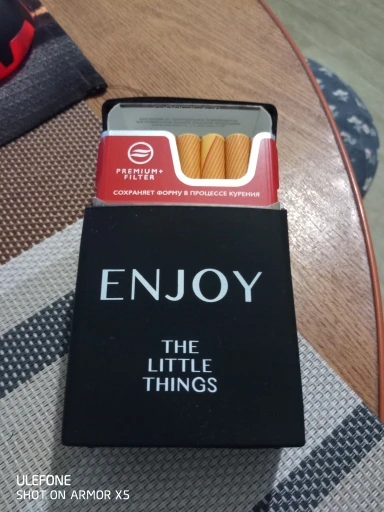 PREMIUM+
FILTER
СОХРАНЯЕТ ФОРМУ В ПРОЦЕССЕ КУРЕНИЯ
ENJOY
THE
LITTLE
THINGS
ULEFONE
SHOT ON ARMOR X5